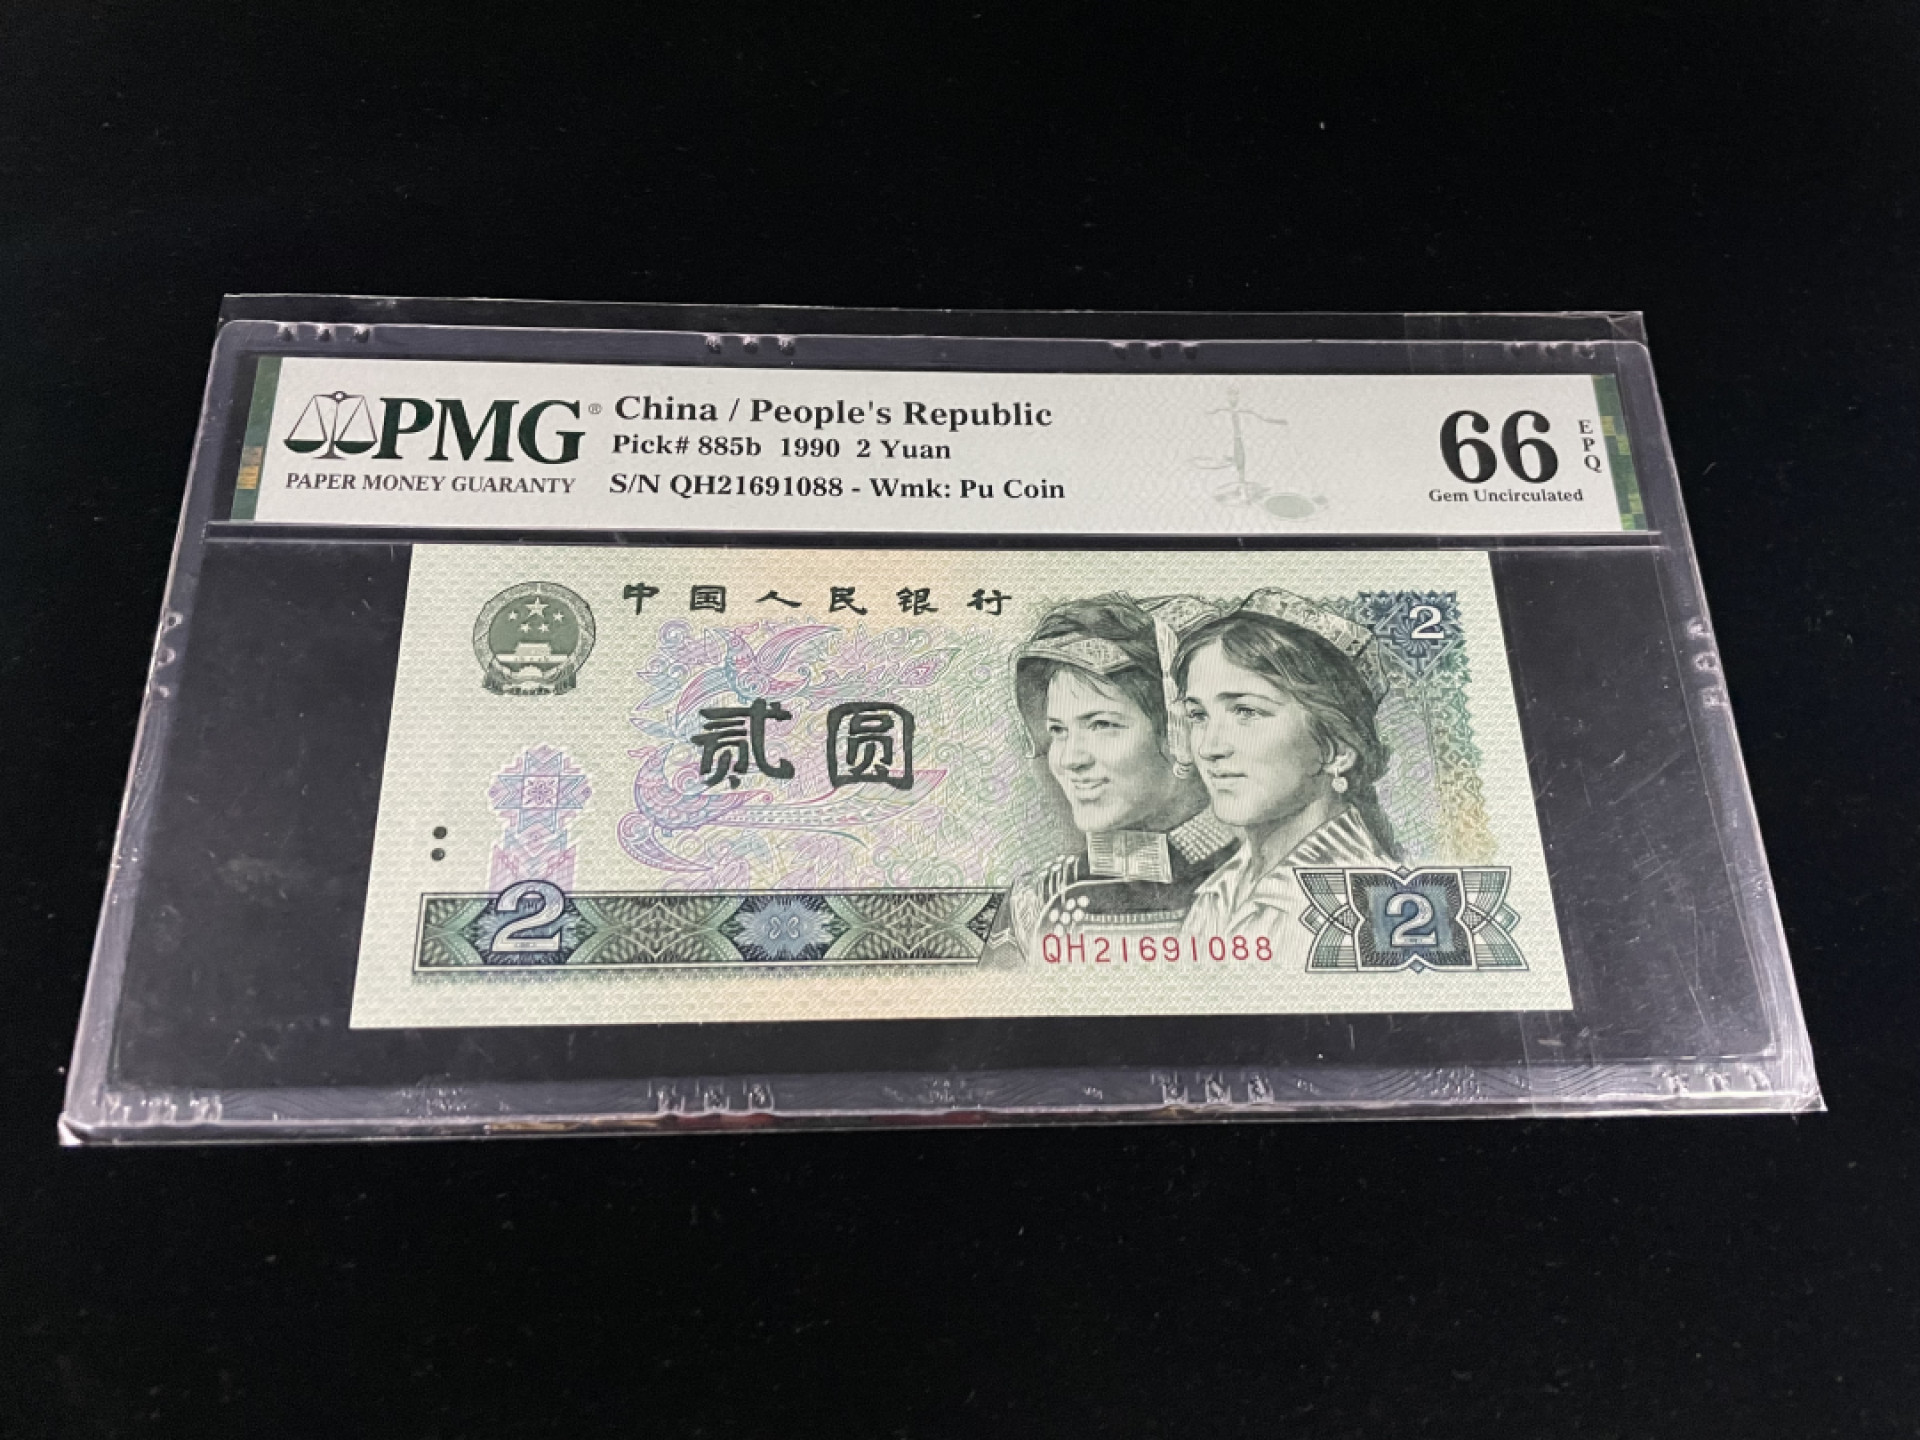 PMG®
PAPER MONEY GUARANTY
China / People's Republic
Pick# 885b 1990 2 Yuan
S/N QH21691088 - Wmk: Pu Coin
66 EPQ
Gem Uncirculated
中国人民银行
2
贰圆
2
QH21691088
2